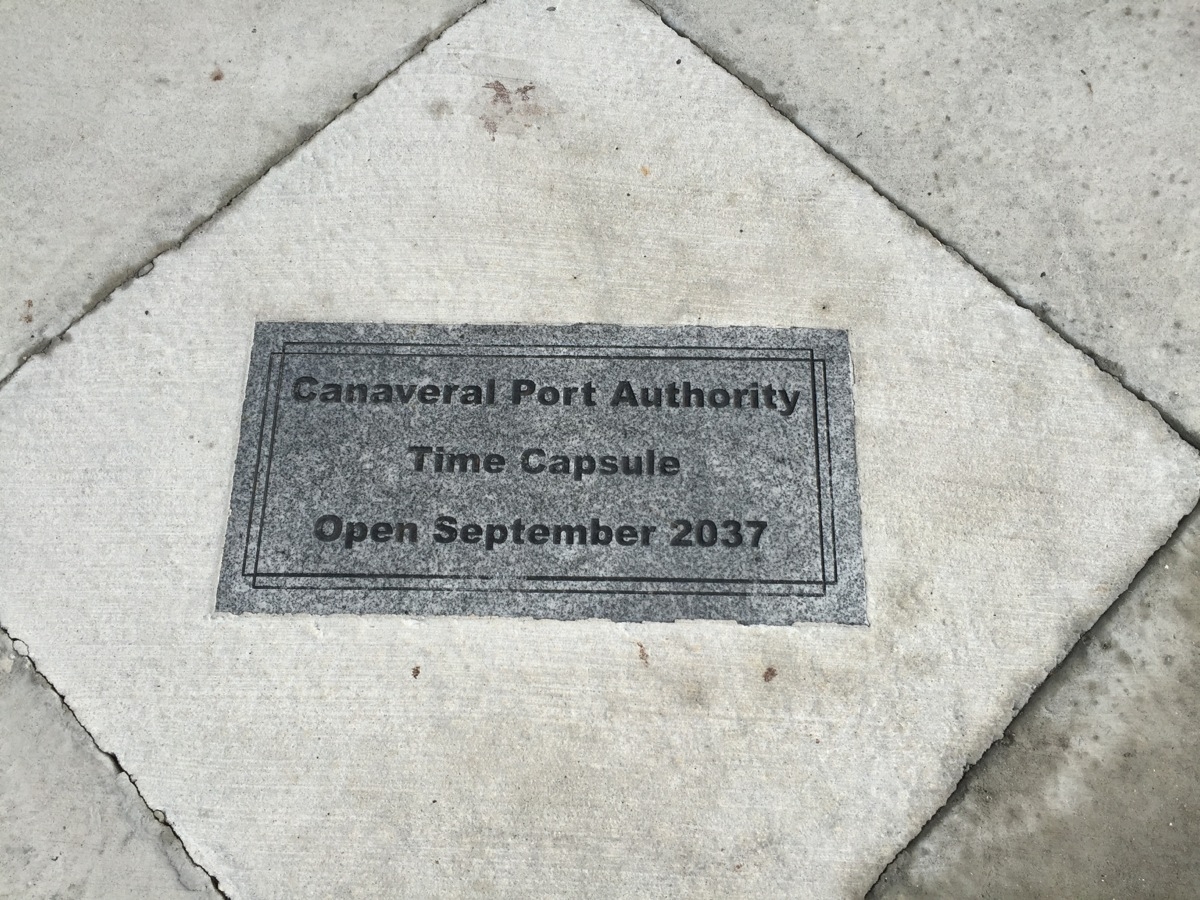 Canaveral Port Authority
Time Capsule
Open September 2037